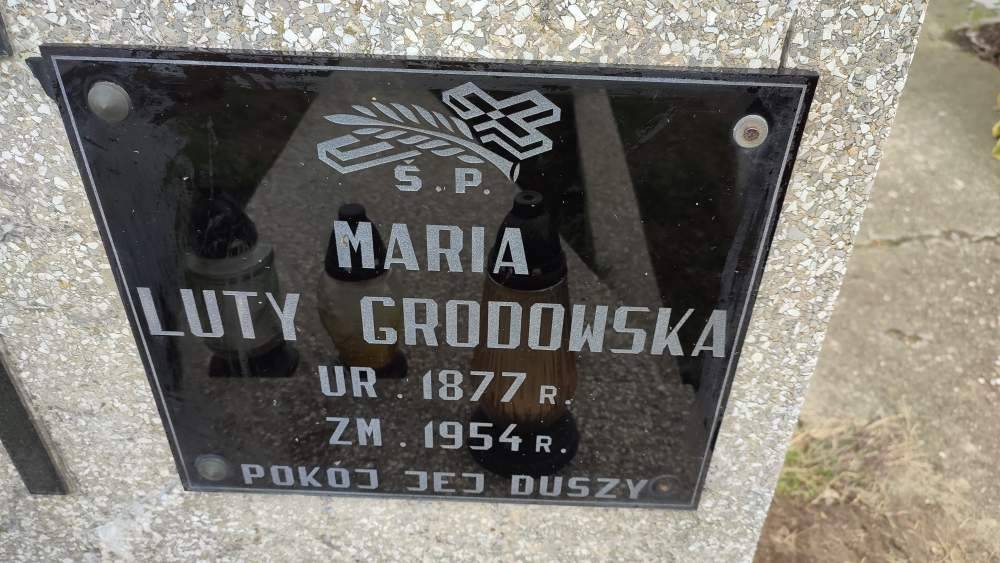 Ś.P.
MARIA
LUTY GRODOWSKA
UR. 1877 R.
ZM. 1954 R.
POKÓJ JEJ DUSZY